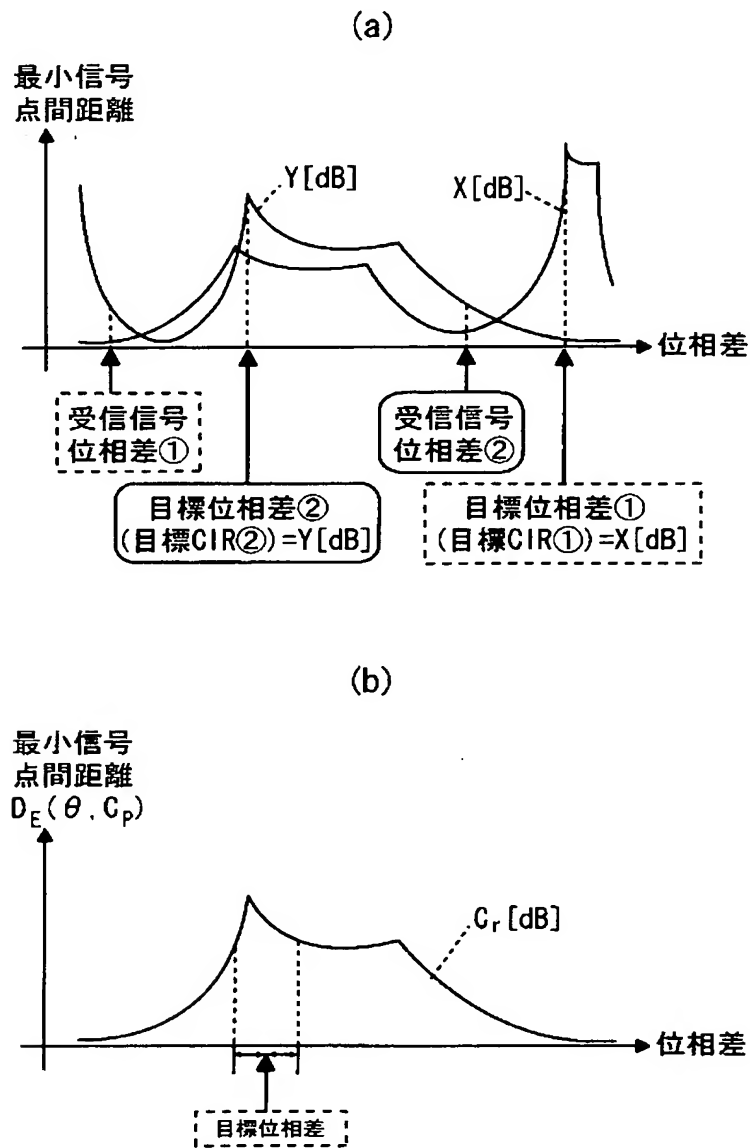 (a)
最小信号
点間距離
Y[dB]
X[dB]
位相差
受信信号
位相差①
受信信号
位相差②
目標位相差②
(目標CIR②)=Y[dB]
目標位相差①
(目標CIR①)=X[dB]
(b)
最小信号
点間距離
D_E(θ,C_P)
C_r[dB]
位相差
目標位相差